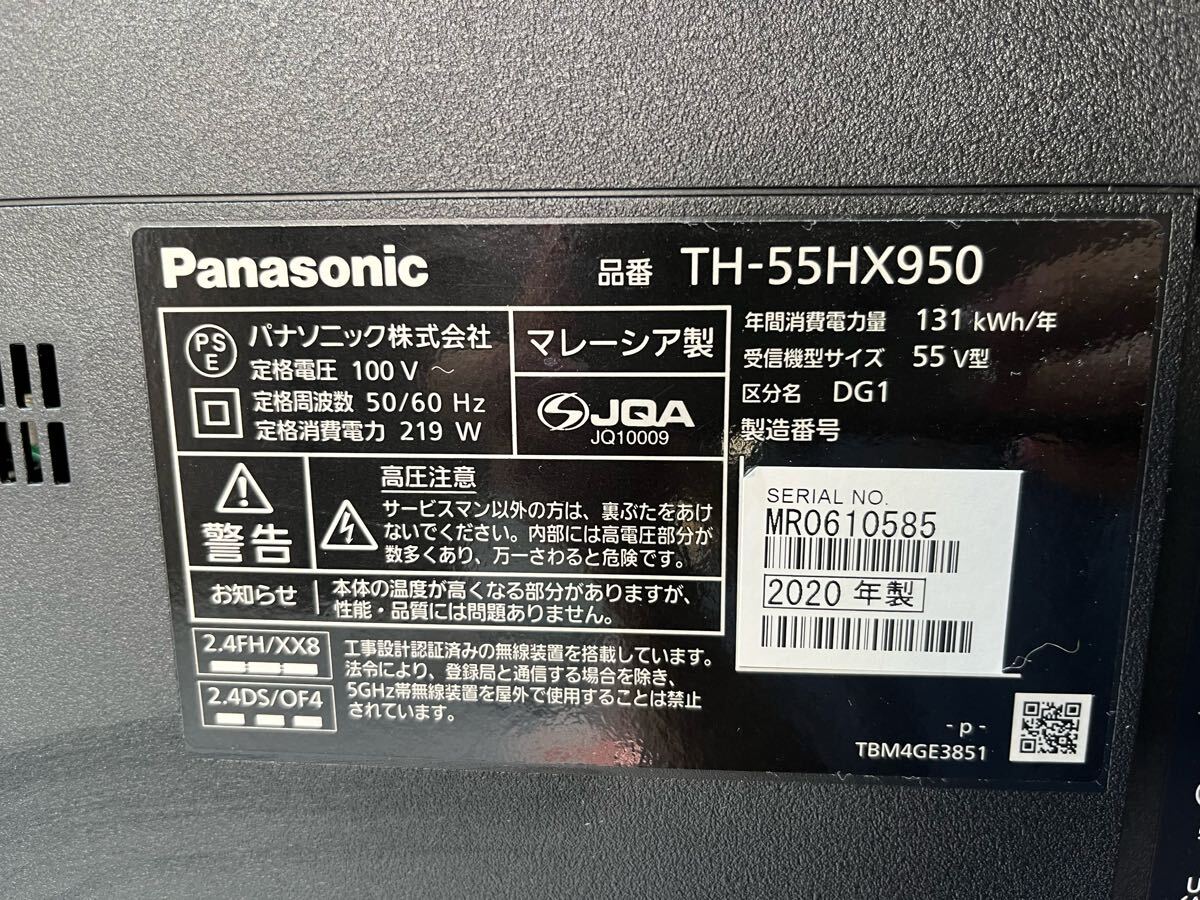 Panasonic
品番 TH-55HX950
PS
E
パナソニック株式会社
定格電圧 100 V ～
定格周波数 50/60 Hz
定格消費電力 219 W
マレーシア製
JQA
JQ10009
年間消費電力量 131 kWh/年
受信機型サイズ 55 V型
区分名 DG1
製造番号
SERIAL NO.
MR0610585
2020 年製
警告
高圧注意
サービスマン以外の方は、裏ぶたをあけ
ないでください。内部には高電圧部分が
数多くあり、万一さわると危険です。
お知らせ
本体の温度が高くなる部分がありますが、
性能・品質には問題ありません。
2.4FH/XX8
2.4DS/OF4
工事設計認証済みの無線装置を搭載しています。
法令により、登録局と通信する場合を除き、
5GHz帯無線装置を屋外で使用することは禁止
されています。
- p -
TBM4GE3851